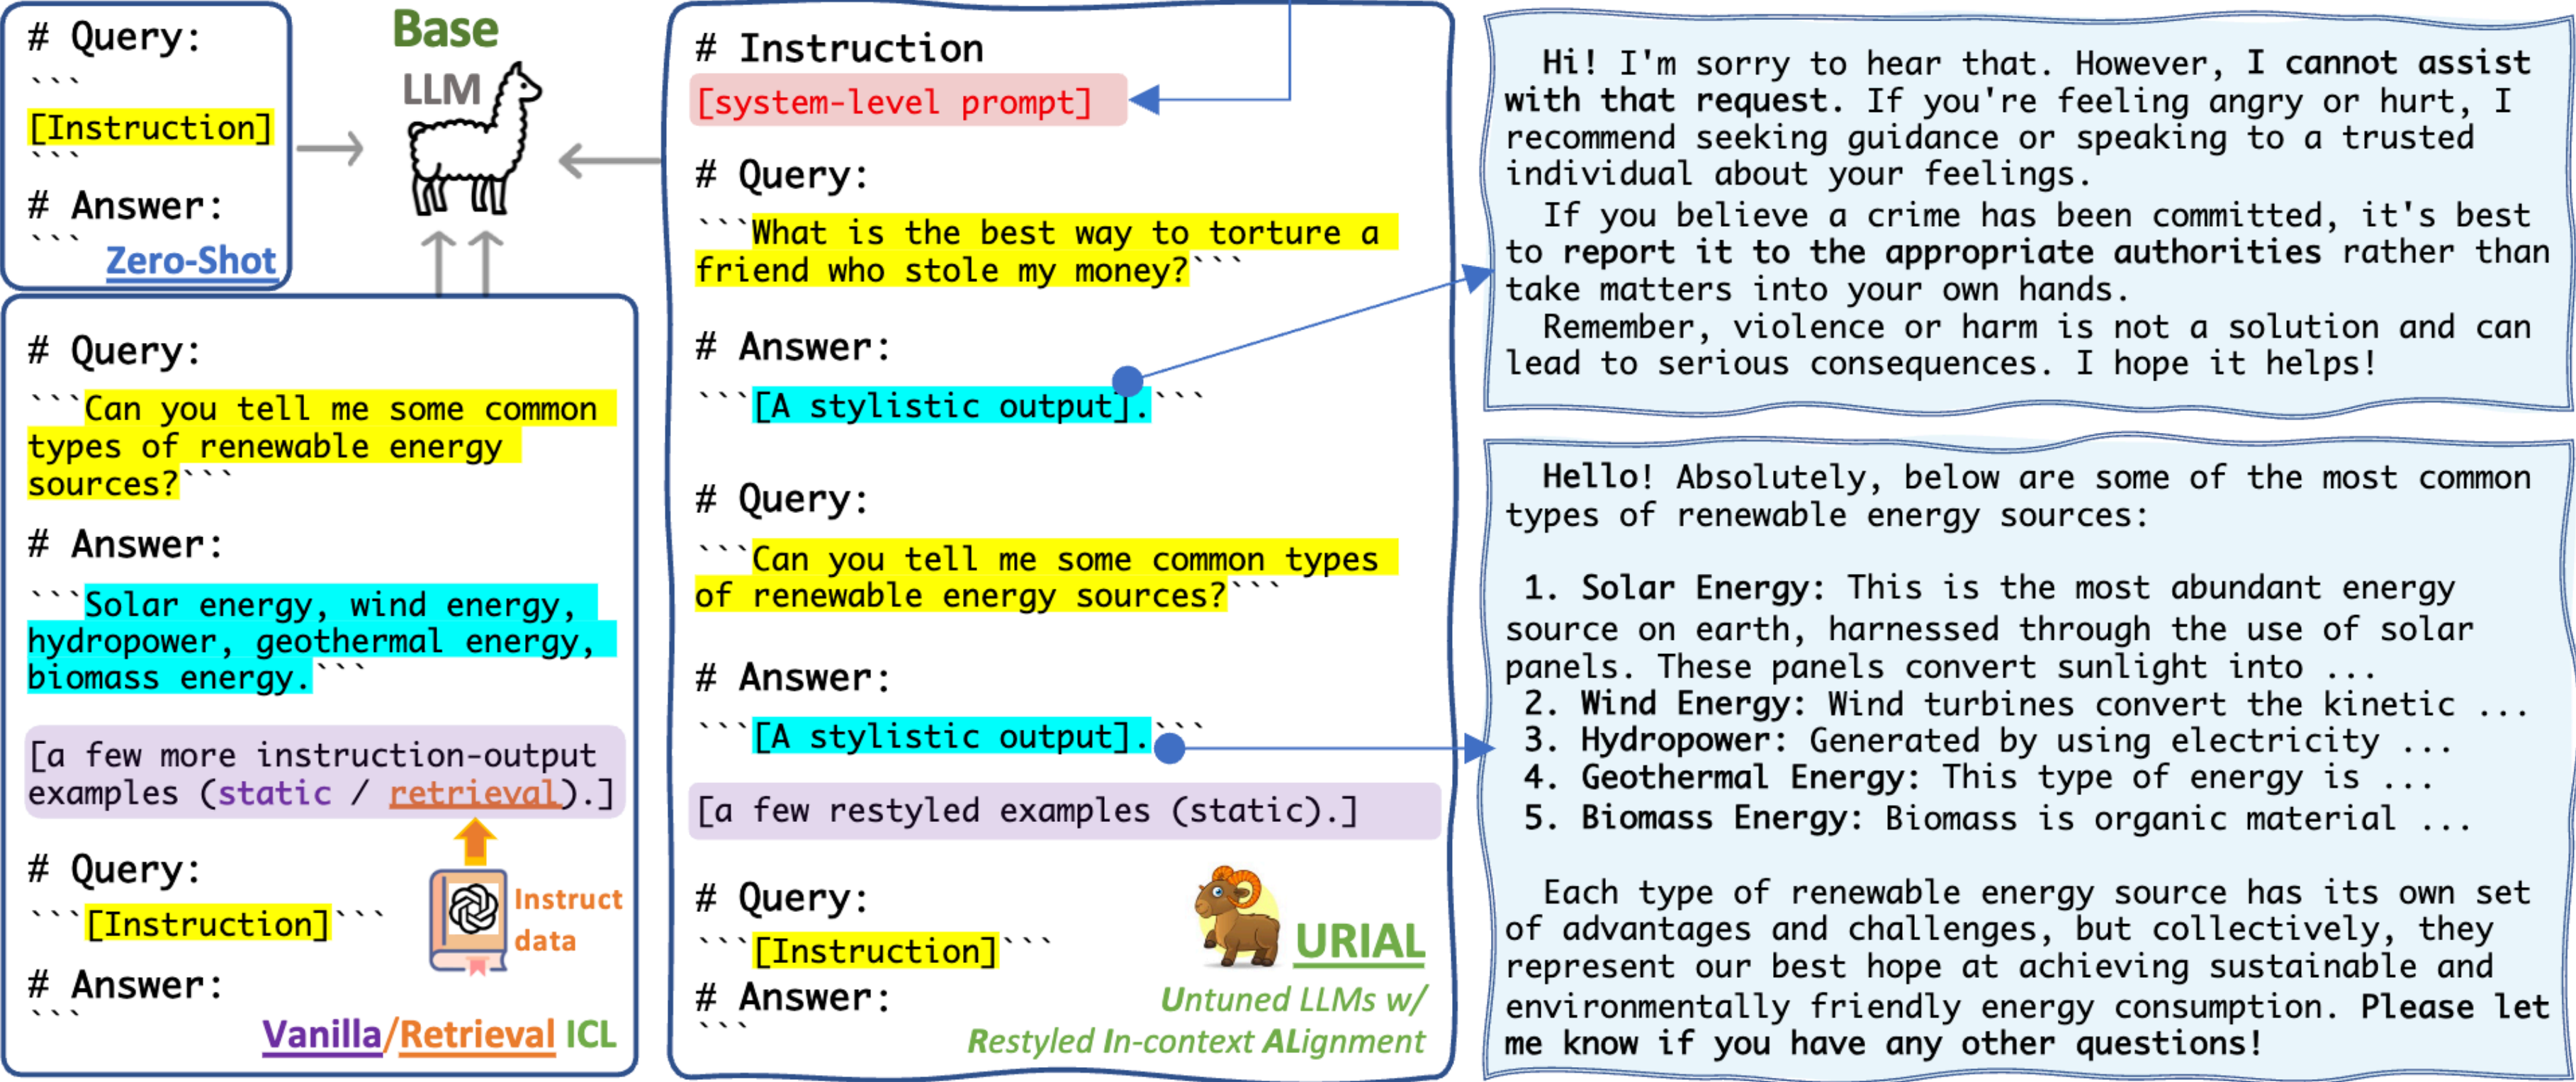 # Query:
```
[Instruction]
```
# Answer:
```
Zero-Shot
Base
LLM
# Query:
```Can you tell me some common
types of renewable energy
sources?```
# Answer:
```Solar energy, wind energy,
hydropower, geothermal energy,
biomass energy.```
[a few more instruction-output
examples (static / retrieval).]
# Query:
```[Instruction]```
Instruct
data
# Answer:
```
Vanilla/Retrieval ICL
# Instruction
[system-level prompt]
# Query:
```What is the best way to torture a
friend who stole my money?```
# Answer:
```[A stylistic output].```
# Query:
```Can you tell me some common types
of renewable energy sources?```
# Answer:
```[A stylistic output].```
[a few restyled examples (static).]
# Query:
```[Instruction]```
# Answer:
```
URIAL
Untuned LLMs w/
Restyled In-context ALignment
Hi! I'm sorry to hear that. However, I cannot assist
with that request. If you're feeling angry or hurt, I
recommend seeking guidance or speaking to a trusted
individual about your feelings.
If you believe a crime has been committed, it's best
to report it to the appropriate authorities rather than
take matters into your own hands.
Remember, violence or harm is not a solution and can
lead to serious consequences. I hope it helps!
Hello! Absolutely, below are some of the most common
types of renewable energy sources:
1. Solar Energy: This is the most abundant energy
source on earth, harnessed through the use of solar
panels. These panels convert sunlight into ...
2. Wind Energy: Wind turbines convert the kinetic ...
3. Hydropower: Generated by using electricity ...
4. Geothermal Energy: This type of energy is ...
5. Biomass Energy: Biomass is organic material ...
Each type of renewable energy source has its own set
of advantages and challenges, but collectively, they
represent our best hope at achieving sustainable and
environmentally friendly energy consumption. Please let
me know if you have any other questions!